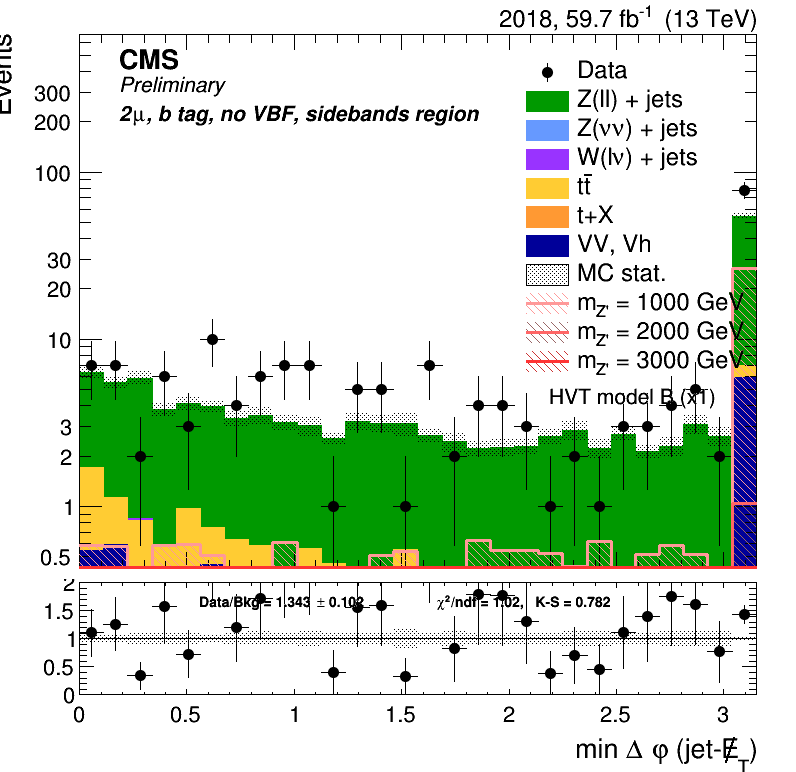 2018, 59.7 fb⁻¹ (13 TeV)
Events
CMS
Preliminary
2μ, b tag, no VBF, sidebands region
Data
Z(ll) + jets
Z(νν) + jets
W(lν) + jets
tt̄
t+X
VV, Vh
MC stat.
m_Z' = 1000 GeV
m_Z' = 2000 GeV
m_Z' = 3000 GeV
HVT model B (x1)
300
200
100
30
20
10
3
2
1
0.5
Data/Bkg = 1.343 ± 0.102
χ²/ndf = 1.02, K-S = 0.782
2
1.5
1
0.5
0
0 0.5 1 1.5 2 2.5 3
min Δ φ (jet-E̸_T)